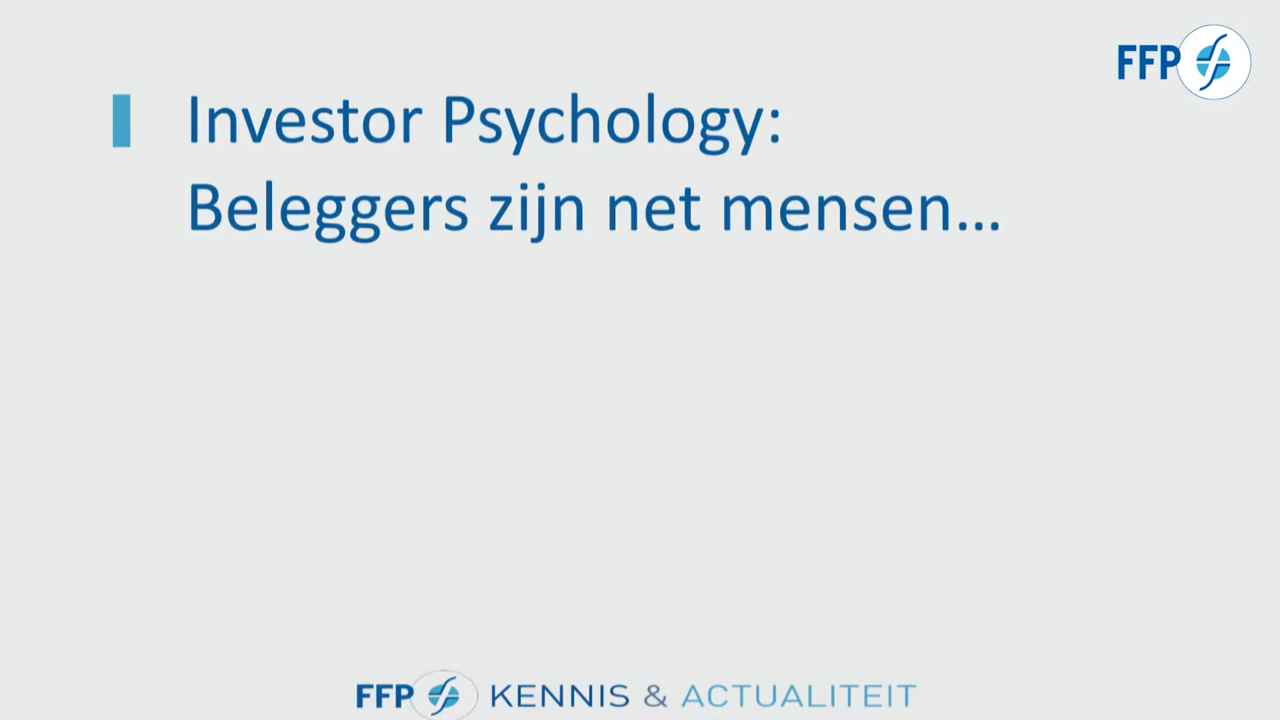 FFP
Investor Psychology:
Beleggers zijn net mensen...
FFP KENNIS & ACTUALITEIT